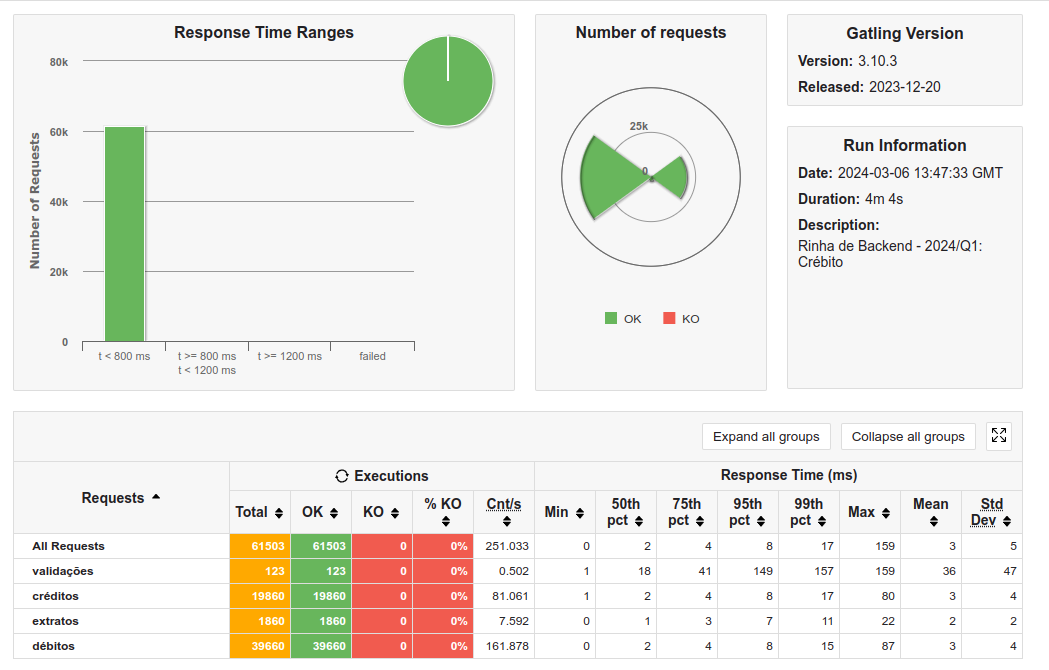 Response Time Ranges
80k
60k
40k
20k
0
Number of Requests
t < 800 ms
t >= 800 ms
t < 1200 ms
t >= 1200 ms
failed
Number of requests
25k
0
OK
KO
Gatling Version
Version: 3.10.3
Released: 2023-12-20
Run Information
Date: 2024-03-06 13:47:33 GMT
Duration: 4m 4s
Description:
Rinha de Backend - 2024/Q1:
Crébito
Expand all groups
Collapse all groups
Requests
Executions
Response Time (ms)
Total OK KO % KO Cnt/s Min 50th pct 75th pct 95th pct 99th pct Max Mean Std Dev
All Requests 61503 61503 0 0% 251.033 0 2 4 8 17 159 3 5
validações 123 123 0 0% 0.502 1 18 41 149 157 159 36 47
créditos 19860 19860 0 0% 81.061 1 2 4 8 17 80 3 4
extratos 1860 1860 0 0% 7.592 0 1 3 7 11 22 2 2
débitos 39660 39660 0 0% 161.878 0 2 4 8 15 87 3 4